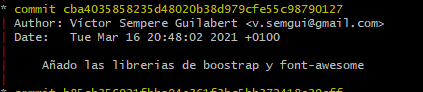 * commit cba4035858235d48020b38d979cfe55c98790127
| Author: Víctor Sempere Guilabert <v.semgui@gmail.com>
| Date:   Tue Mar 16 20:48:02 2021 +0100
|
|     Añado las librerias de boostrap y font-awesome
|
* commit